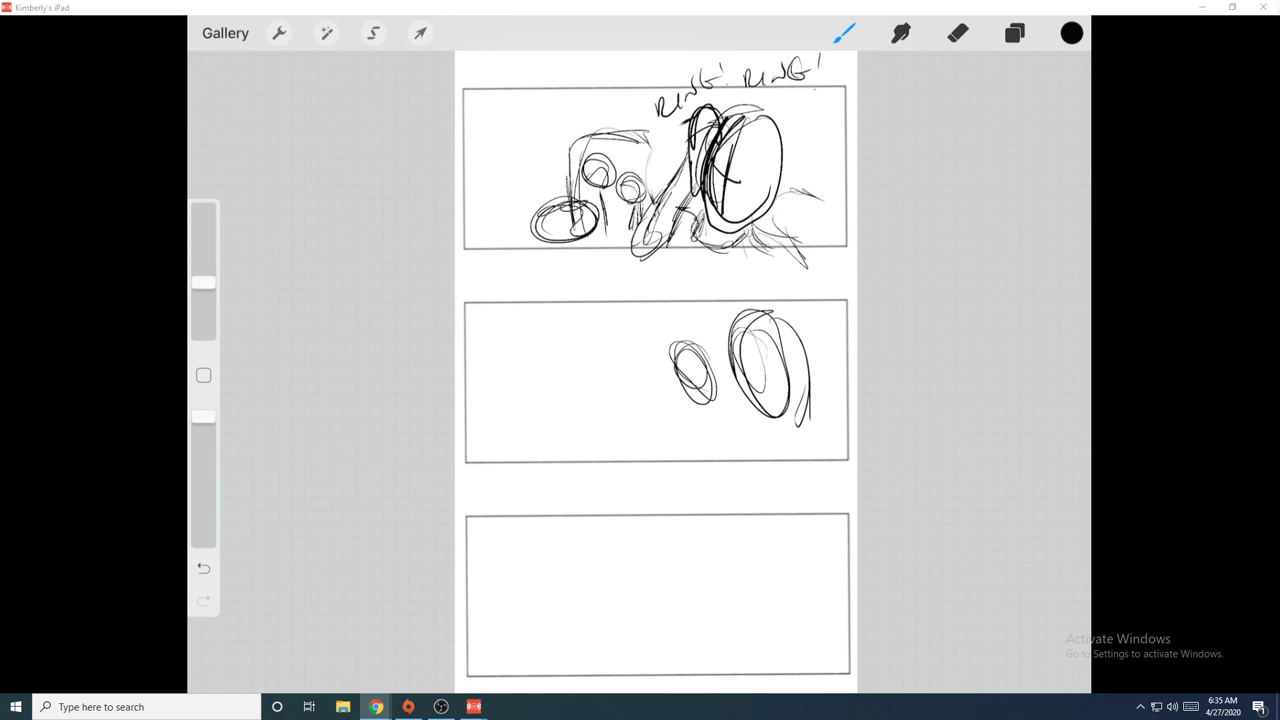 Kimberly's iPad
Gallery
RING! RING!
Activate Windows
Go to Settings to activate Windows.
Type here to search
6:35 AM
4/27/2020
1